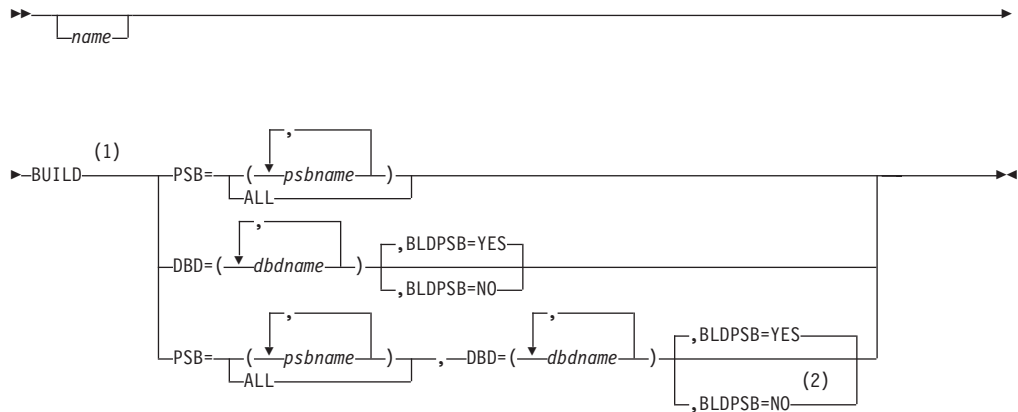 name
,
(1)
BUILD PSB= ( psbname )
ALL
,
,BLDPSB=YES
DBD=( dbdname )
,BLDPSB=NO
, ,
,BLDPSB=YES
PSB= ( psbname ) , DBD=( dbdname )
ALL (2)
,BLDPSB=NO